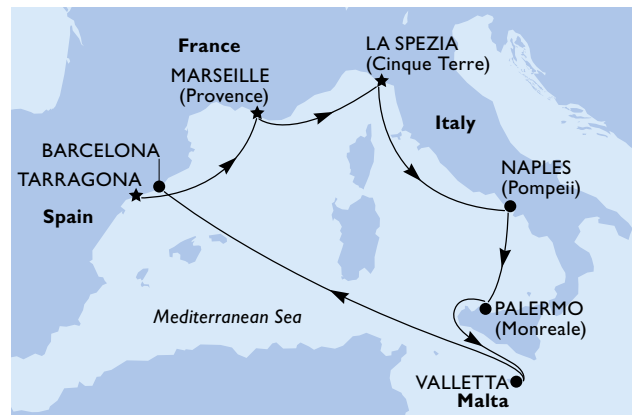 France
LA SPEZIA
(Cinque Terre)
MARSEILLE
(Provence)
Italy
BARCELONA
TARRAGONA
Spain
NAPLES
(Pompeii)
Mediterranean Sea
PALERMO
(Monreale)
VALLETTA
Malta